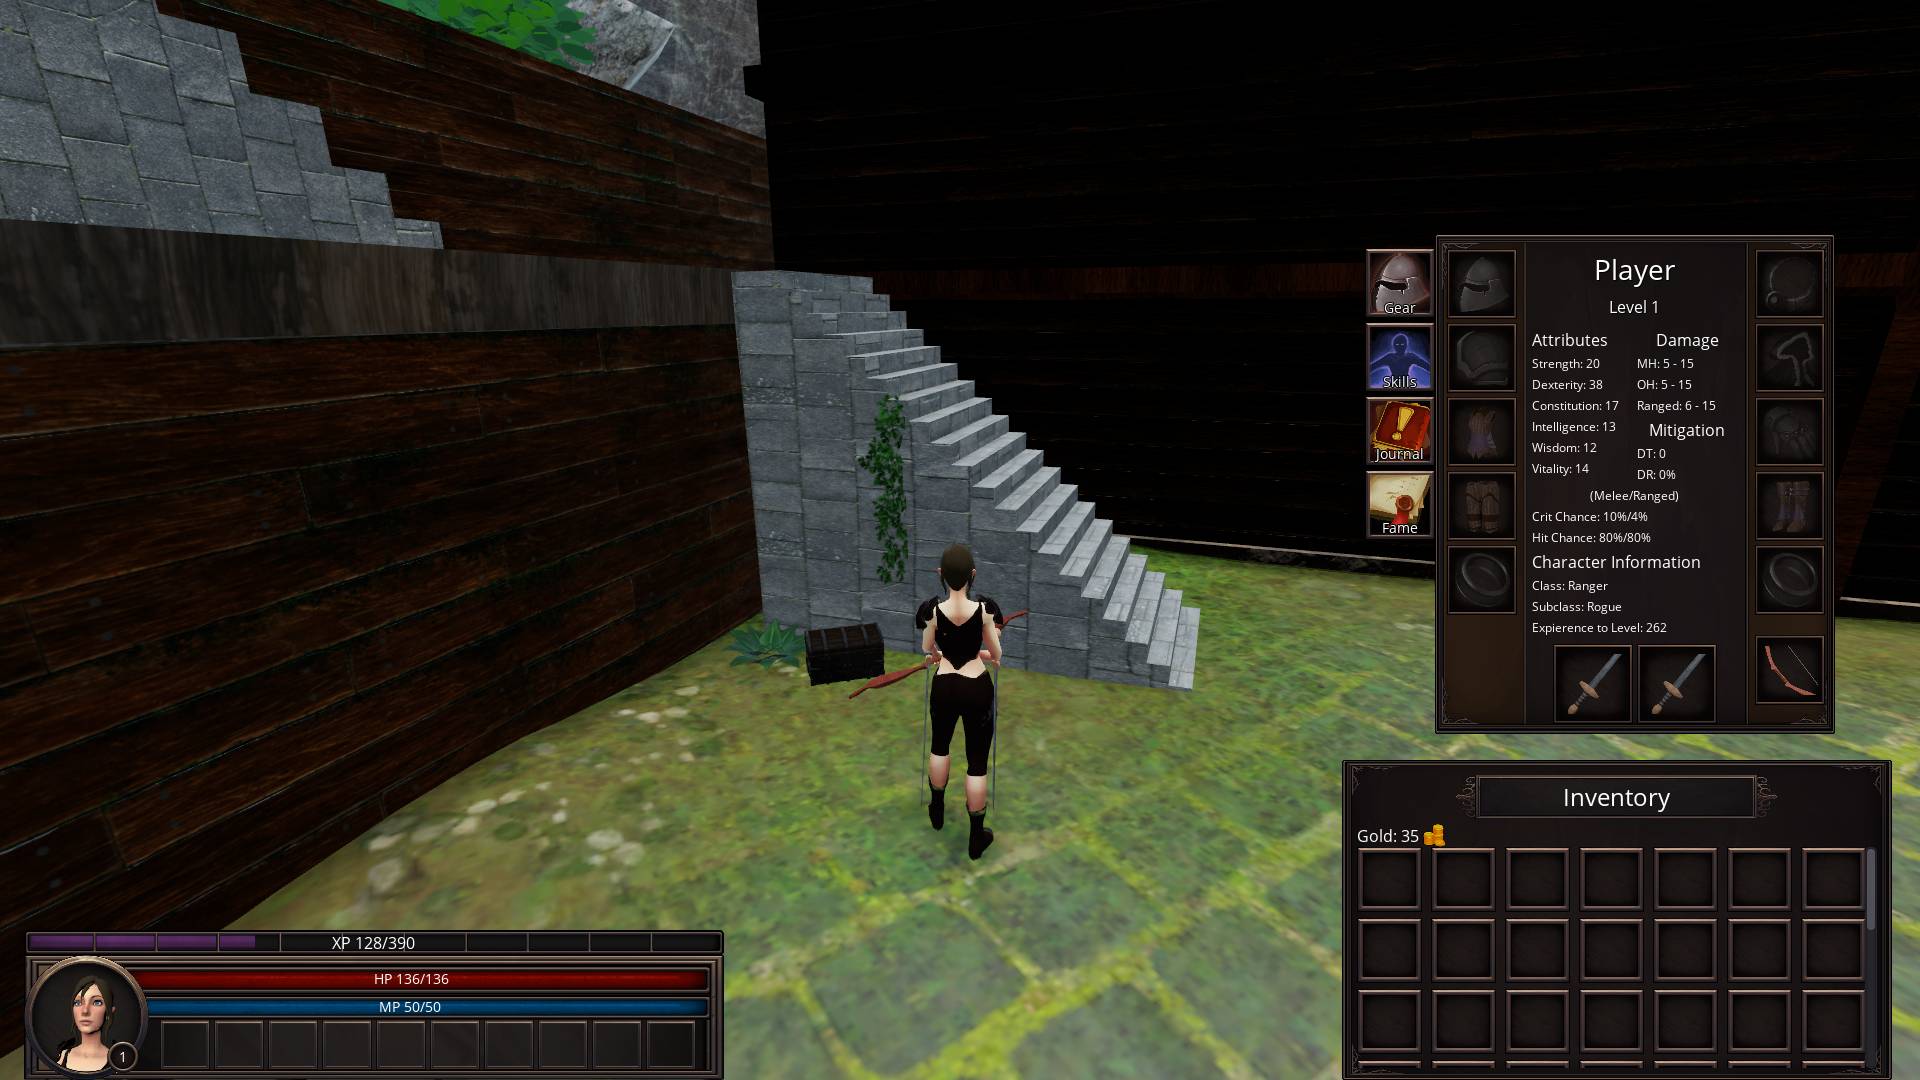 Gear
Skills
Journal
Fame
Player
Level 1
Attributes
Strength: 20
Dexterity: 38
Constitution: 17
Intelligence: 13
Wisdom: 12
Vitality: 14
Damage
MH: 5 - 15
OH: 5 - 15
Ranged: 6 - 15
Mitigation
DT: 0
DR: 0%
(Melee/Ranged)
Crit Chance: 10%/4%
Hit Chance: 80%/80%
Character Information
Class: Ranger
Subclass: Rogue
Expierence to Level: 262
Inventory
Gold: 35
XP 128/390
HP 136/136
MP 50/50
1